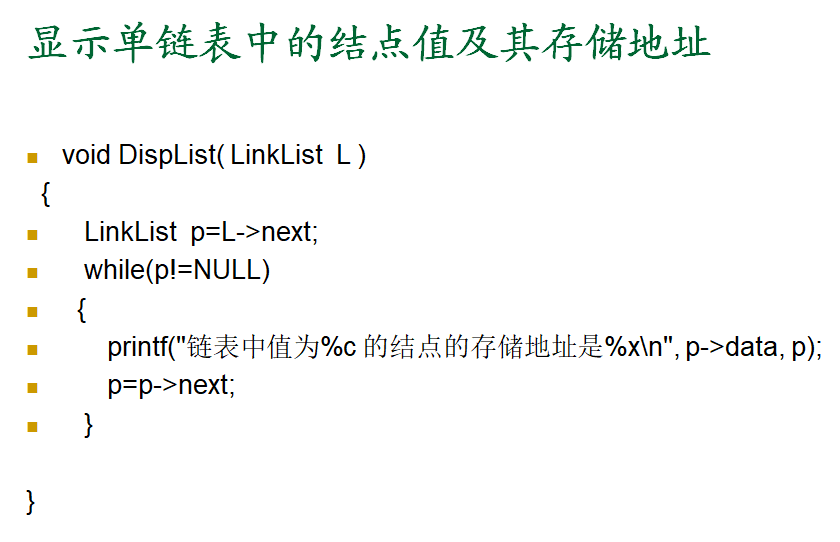 显示单链表中的结点值及其存储地址
void DispList( LinkList L )
{
LinkList p=L->next;
while(p!=NULL)
{
printf("链表中值为%c 的结点的存储地址是%x\n", p->data, p);
p=p->next;
}
}